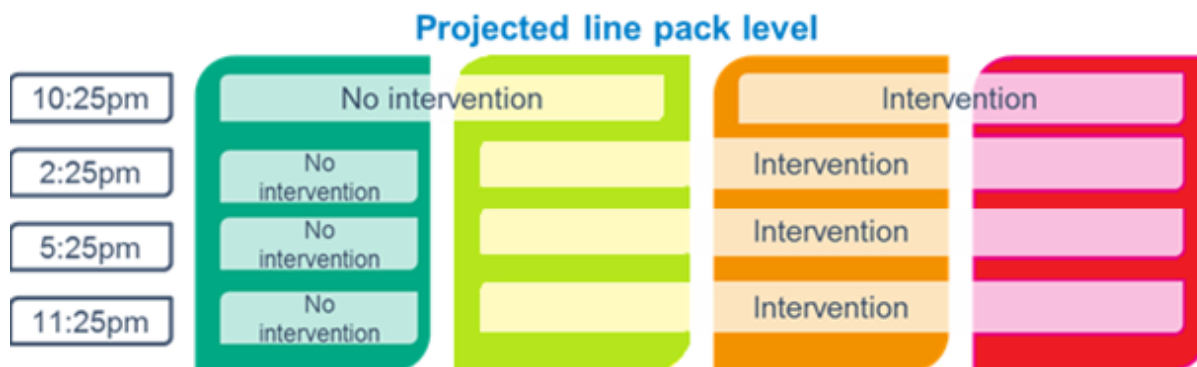 Projected line pack level
10:25pm
No intervention
Intervention
2:25pm
No
intervention
Intervention
5:25pm
No
intervention
Intervention
11:25pm
No
intervention
Intervention